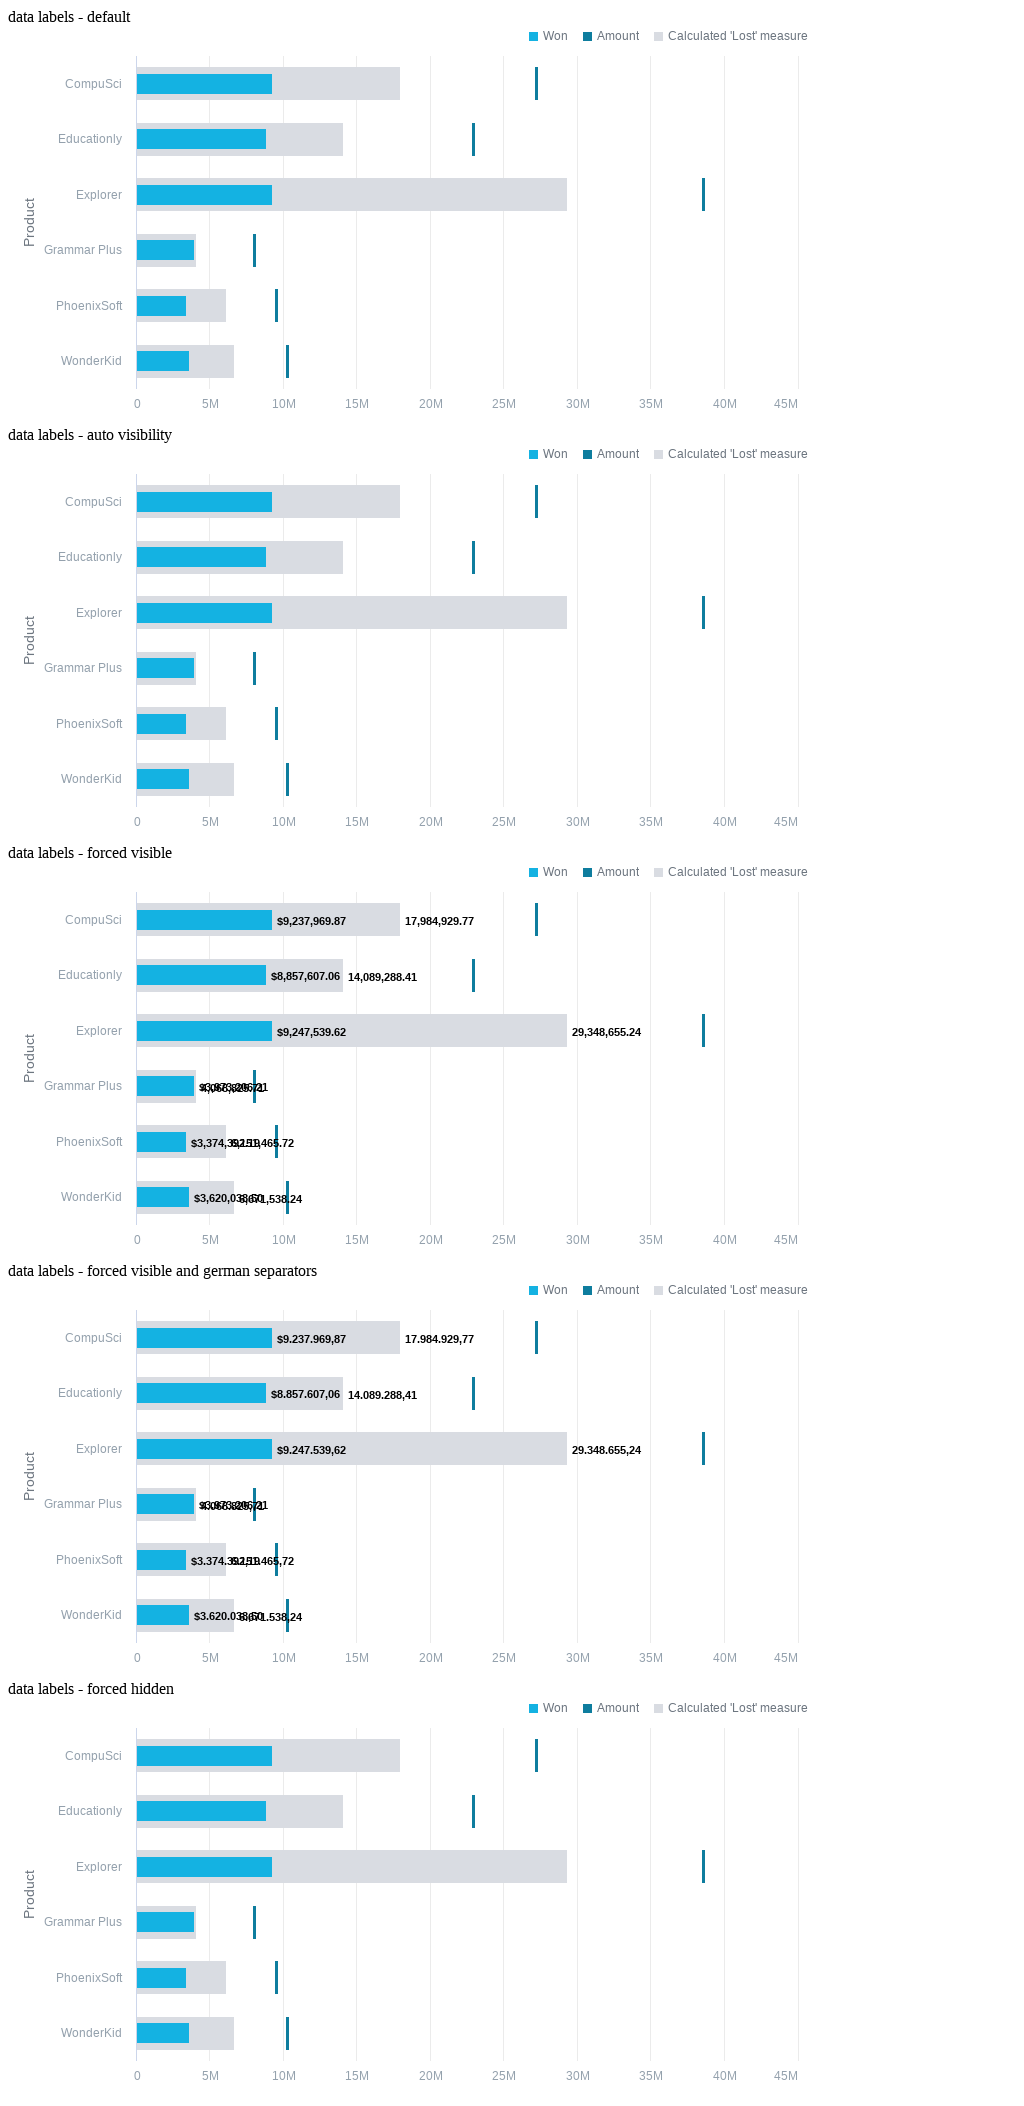 data labels - default
Won Amount Calculated 'Lost' measure
Product
CompuSci
Educationly
Explorer
Grammar Plus
PhoenixSoft
WonderKid
0 5M 10M 15M 20M 25M 30M 35M 40M 45M
data labels - auto visibility
Won Amount Calculated 'Lost' measure
Product
CompuSci
Educationly
Explorer
Grammar Plus
PhoenixSoft
WonderKid
0 5M 10M 15M 20M 25M 30M 35M 40M 45M
data labels - forced visible
Won Amount Calculated 'Lost' measure
Product
CompuSci $9,237,969.87 17,984,929.77
Educationly $8,857,607.06 14,089,288.41
Explorer $9,247,539.62 29,348,655.24
Grammar Plus
PhoenixSoft
WonderKid
0 5M 10M 15M 20M 25M 30M 35M 40M 45M
data labels - forced visible and german separators
Won Amount Calculated 'Lost' measure
Product
CompuSci $9.237.969,87 17.984.929,77
Educationly $8.857.607,06 14.089.288,41
Explorer $9.247.539,62 29.348.655,24
Grammar Plus
PhoenixSoft
WonderKid
0 5M 10M 15M 20M 25M 30M 35M 40M 45M
data labels - forced hidden
Won Amount Calculated 'Lost' measure
Product
CompuSci
Educationly
Explorer
Grammar Plus
PhoenixSoft
WonderKid
0 5M 10M 15M 20M 25M 30M 35M 40M 45M